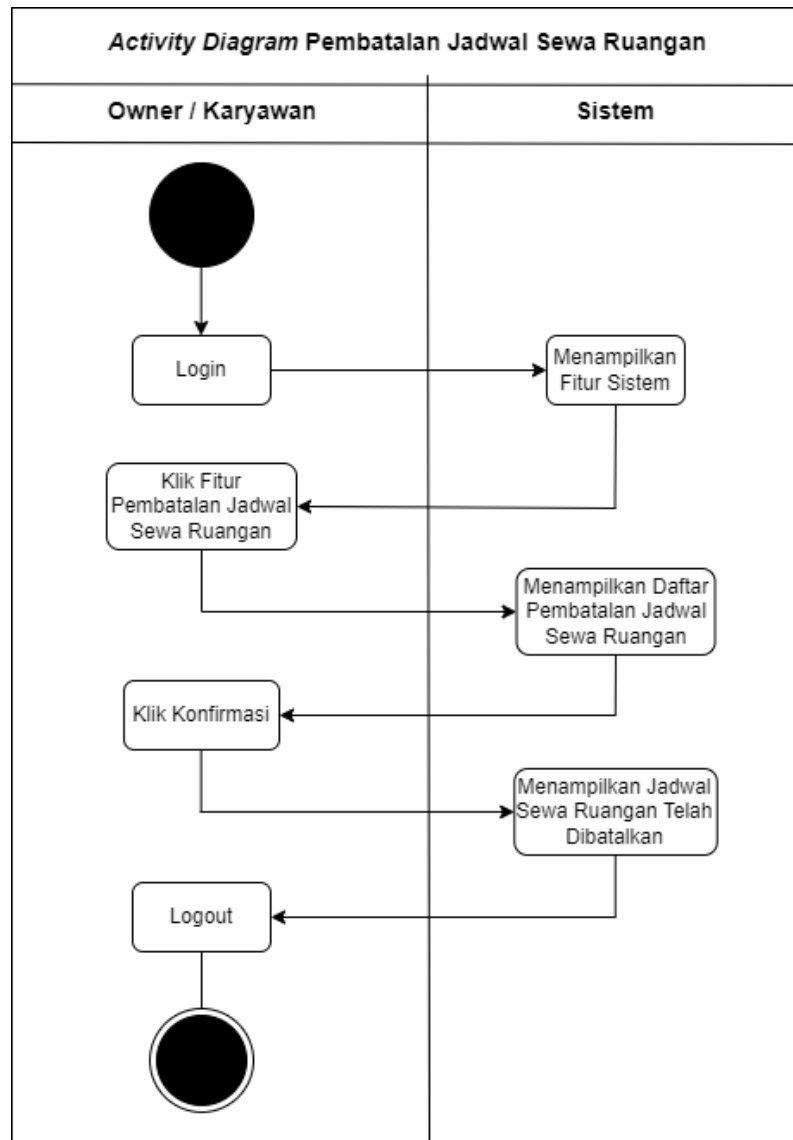 Activity Diagram Pembatalan Jadwal Sewa Ruangan
Owner / Karyawan
Sistem
Login
Menampilkan
Fitur Sistem
Klik Fitur
Pembatalan Jadwal
Sewa Ruangan
Menampilkan Daftar
Pembatalan Jadwal
Sewa Ruangan
Klik Konfirmasi
Menampilkan Jadwal
Sewa Ruangan Telah
Dibatalkan
Logout